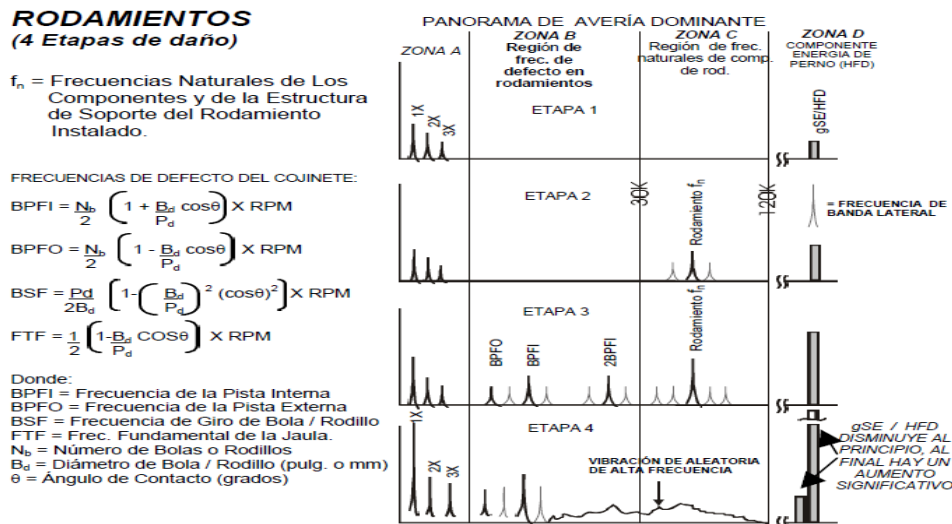 RODAMIENTOS
(4 Etapas de daño)
fn = Frecuencias Naturales de Los
Componentes y de la Estructura
de Soporte del Rodamiento
Instalado.
FRECUENCIAS DE DEFECTO DEL COJINETE:
BPFI = Nb/2 (1 + Bd/Pd cosθ) X RPM
BPFO = Nb/2 (1 - Bd/Pd cosθ) X RPM
BSF = Pd/2Bd [1-(Bd/Pd)² (cosθ)²] X RPM
FTF = 1/2 (1-Bd/Pd COSθ) X RPM
Donde:
BPFI = Frecuencia de la Pista Interna
BPFO = Frecuencia de la Pista Externa
BSF = Frecuencia de Giro de Bola / Rodillo
FTF = Frec. Fundamental de la Jaula.
Nb = Número de Bolas o Rodillos
Bd = Diámetro de Bola / Rodillo (pulg. o mm)
θ = Ángulo de Contacto (grados)
PANORAMA DE AVERÍA DOMINANTE
ZONA A
ZONA B
Región de
frec. de
defecto en
rodamientos
ZONA C
Región de frec.
naturales de comp.
de rod.
ZONA D
COMPONENTE
ENERGIA DE
PERNO (HFD)
ETAPA 1
1X
2X
3X
gSE/HFD
ETAPA 2
30K
Rodamiento fn
120K
= FRECUENCIA DE
BANDA LATERAL
ETAPA 3
BPFO
BPFI
2BPFI
Rodamiento fn
ETAPA 4
1X
2X
3X
VIBRACIÓN DE ALEATORIA
DE ALTA FRECUENCIA
gSE / HFD
DISMINUYE AL
PRINCIPIO, AL
FINAL HAY UN
AUMENTO
SIGNIFICATIVO